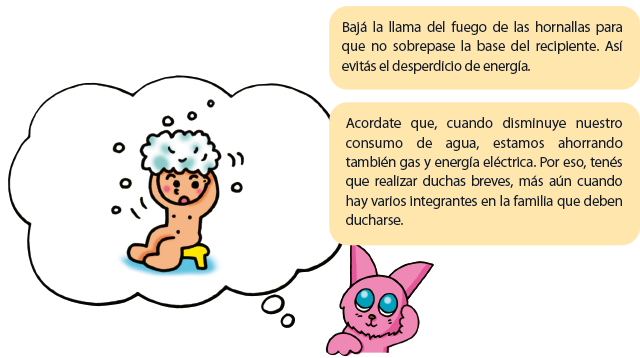 Bajá la llama del fuego de las hornallas para
que no sobrepase la base del recipiente. Así
evitás el desperdicio de energía.
Acordate que, cuando disminuye nuestro
consumo de agua, estamos ahorrando
también gas y energía eléctrica. Por eso, tenés
que realizar duchas breves, más aún cuando
hay varios integrantes en la familia que deben
ducharse.